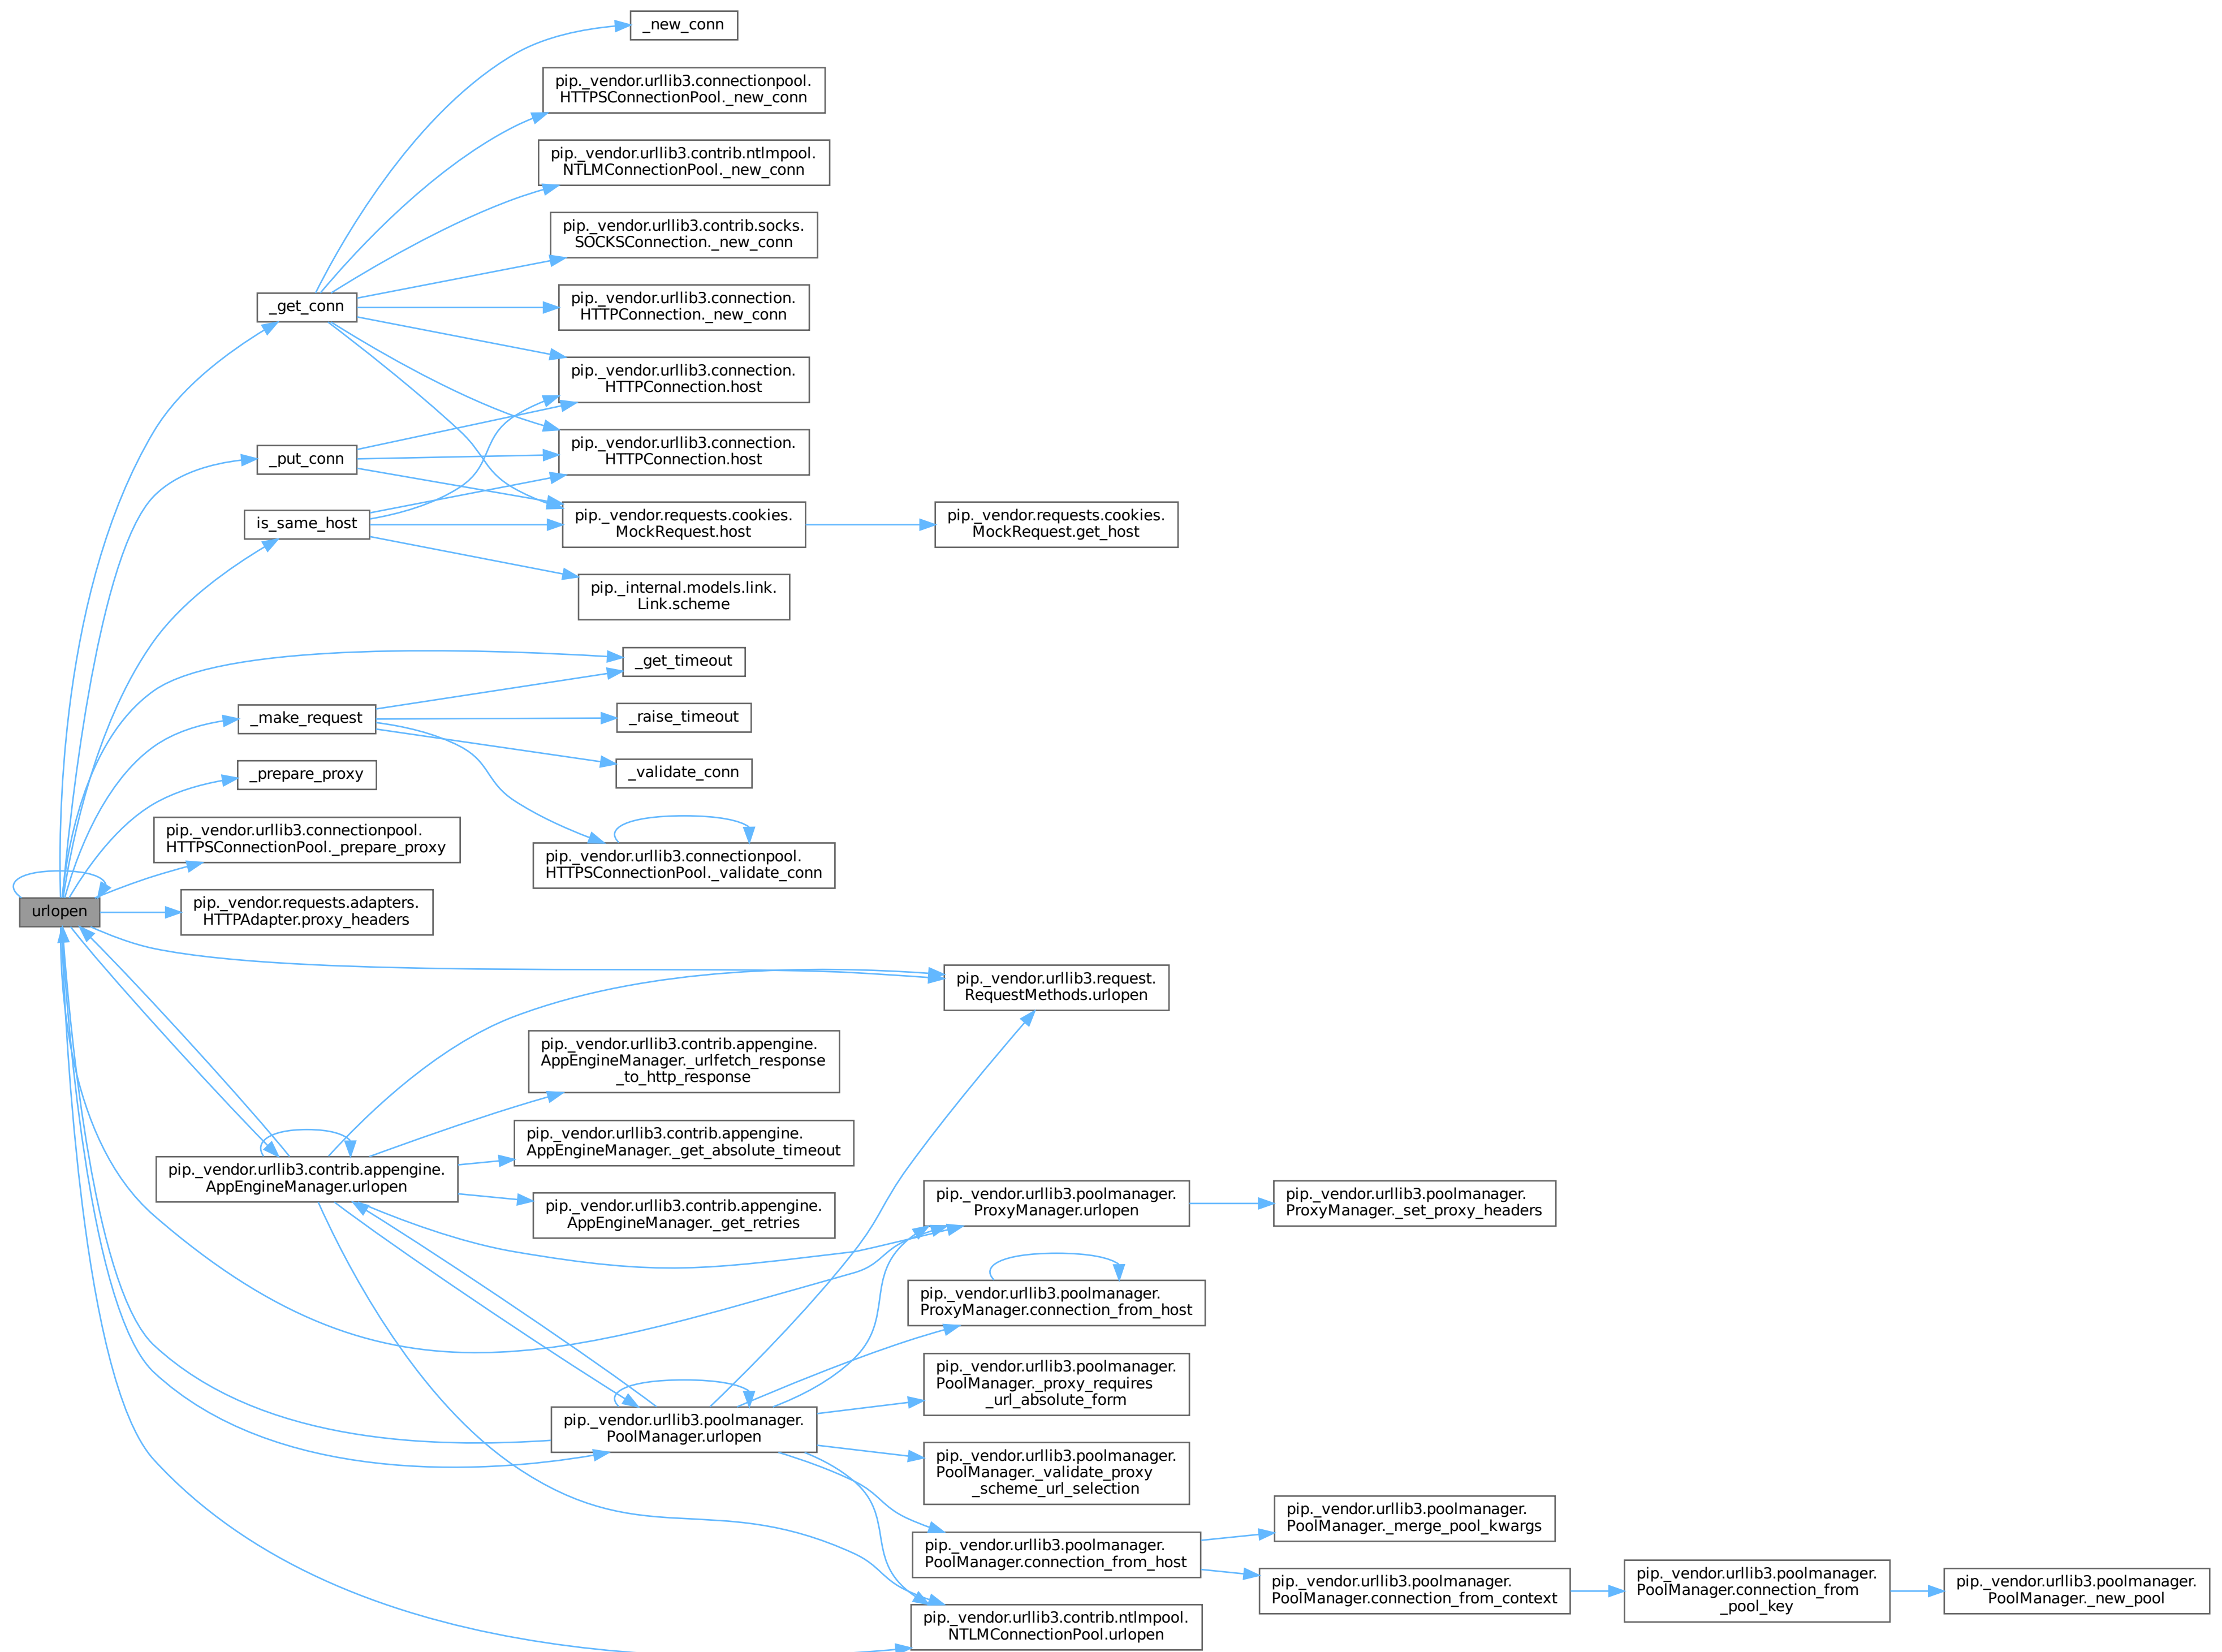 _new_conn
pip._vendor.urllib3.connectionpool.
HTTPSConnectionPool._new_conn
pip._vendor.urllib3.contrib.ntlmpool.
NTLMConnectionPool._new_conn
pip._vendor.urllib3.contrib.socks.
SOCKSConnection._new_conn
_get_conn
pip._vendor.urllib3.connection.
HTTPConnection._new_conn
pip._vendor.urllib3.connection.
HTTPConnection.host
_put_conn
pip._vendor.urllib3.connection.
HTTPConnection.host
is_same_host
pip._vendor.requests.cookies.
MockRequest.host
pip._vendor.requests.cookies.
MockRequest.get_host
pip._internal.models.link.
Link.scheme
_get_timeout
_make_request
_raise_timeout
_prepare_proxy
_validate_conn
pip._vendor.urllib3.connectionpool.
HTTPSConnectionPool._prepare_proxy
pip._vendor.urllib3.connectionpool.
HTTPSConnectionPool._validate_conn
urlopen
pip._vendor.requests.adapters.
HTTPAdapter.proxy_headers
pip._vendor.urllib3.request.
RequestMethods.urlopen
pip._vendor.urllib3.contrib.appengine.
AppEngineManager._urlfetch_response
_to_http_response
pip._vendor.urllib3.contrib.appengine.
AppEngineManager._get_absolute_timeout
pip._vendor.urllib3.contrib.appengine.
AppEngineManager.urlopen
pip._vendor.urllib3.contrib.appengine.
AppEngineManager._get_retries
pip._vendor.urllib3.poolmanager.
ProxyManager.urlopen
pip._vendor.urllib3.poolmanager.
ProxyManager._set_proxy_headers
pip._vendor.urllib3.poolmanager.
ProxyManager.connection_from_host
pip._vendor.urllib3.poolmanager.
PoolManager._proxy_requires
_url_absolute_form
pip._vendor.urllib3.poolmanager.
PoolManager.urlopen
pip._vendor.urllib3.poolmanager.
PoolManager._validate_proxy
_scheme_url_selection
pip._vendor.urllib3.poolmanager.
PoolManager._merge_pool_kwargs
pip._vendor.urllib3.poolmanager.
PoolManager.connection_from_host
pip._vendor.urllib3.poolmanager.
PoolManager.connection_from_context
pip._vendor.urllib3.poolmanager.
PoolManager.connection_from
_pool_key
pip._vendor.urllib3.poolmanager.
PoolManager._new_pool
pip._vendor.urllib3.contrib.ntlmpool.
NTLMConnectionPool.urlopen